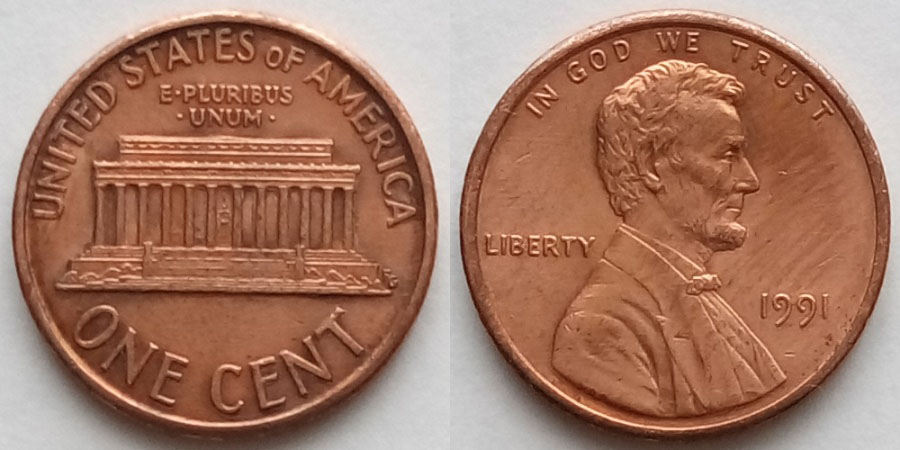 UNITED STATES OF AMERICA
E·PLURIBUS
·UNUM·
ONE CENT
IN GOD WE TRUST
LIBERTY
1991